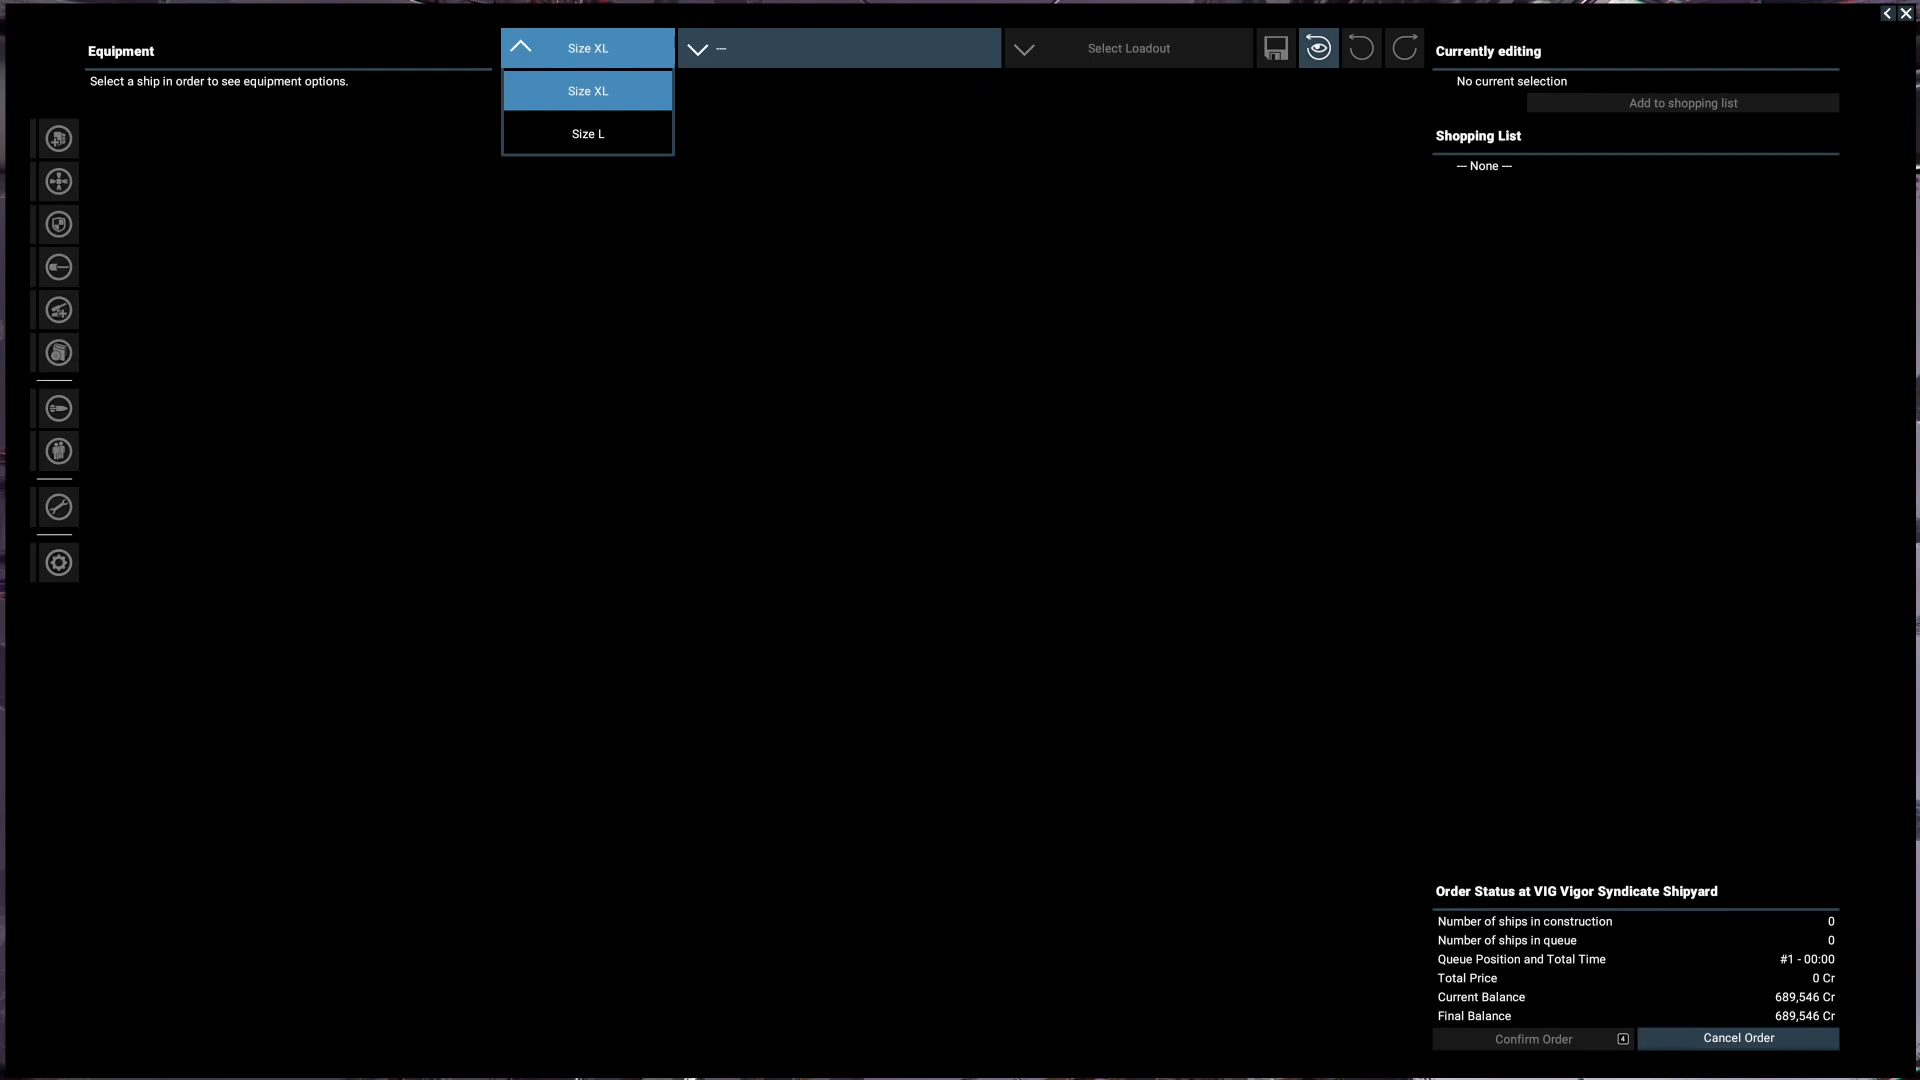 Equipment
Select a ship in order to see equipment options.
Size XL
---
Select Loadout
Size XL
Size L
Currently editing
No current selection
Add to shopping list
Shopping List
--- None ---
Order Status at VIG Vigor Syndicate Shipyard
Number of ships in construction 0
Number of ships in queue 0
Queue Position and Total Time #1 - 00:00
Total Price 0 Cr
Current Balance 689,546 Cr
Final Balance 689,546 Cr
Confirm Order 4
Cancel Order